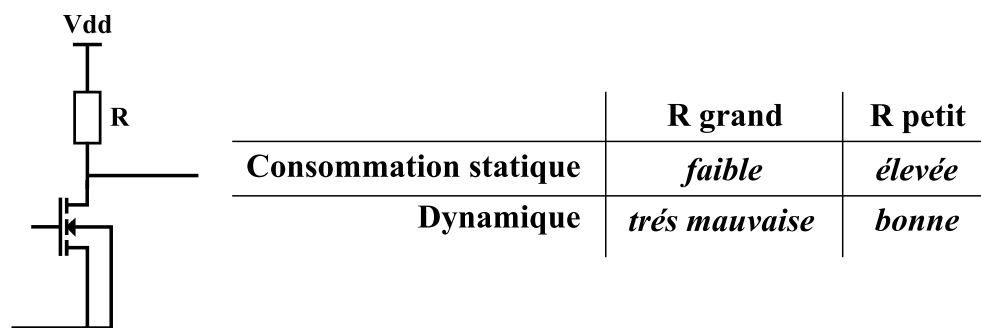 Vdd
R
R grand R petit
Consommation statique faible élevée
Dynamique trés mauvaise bonne